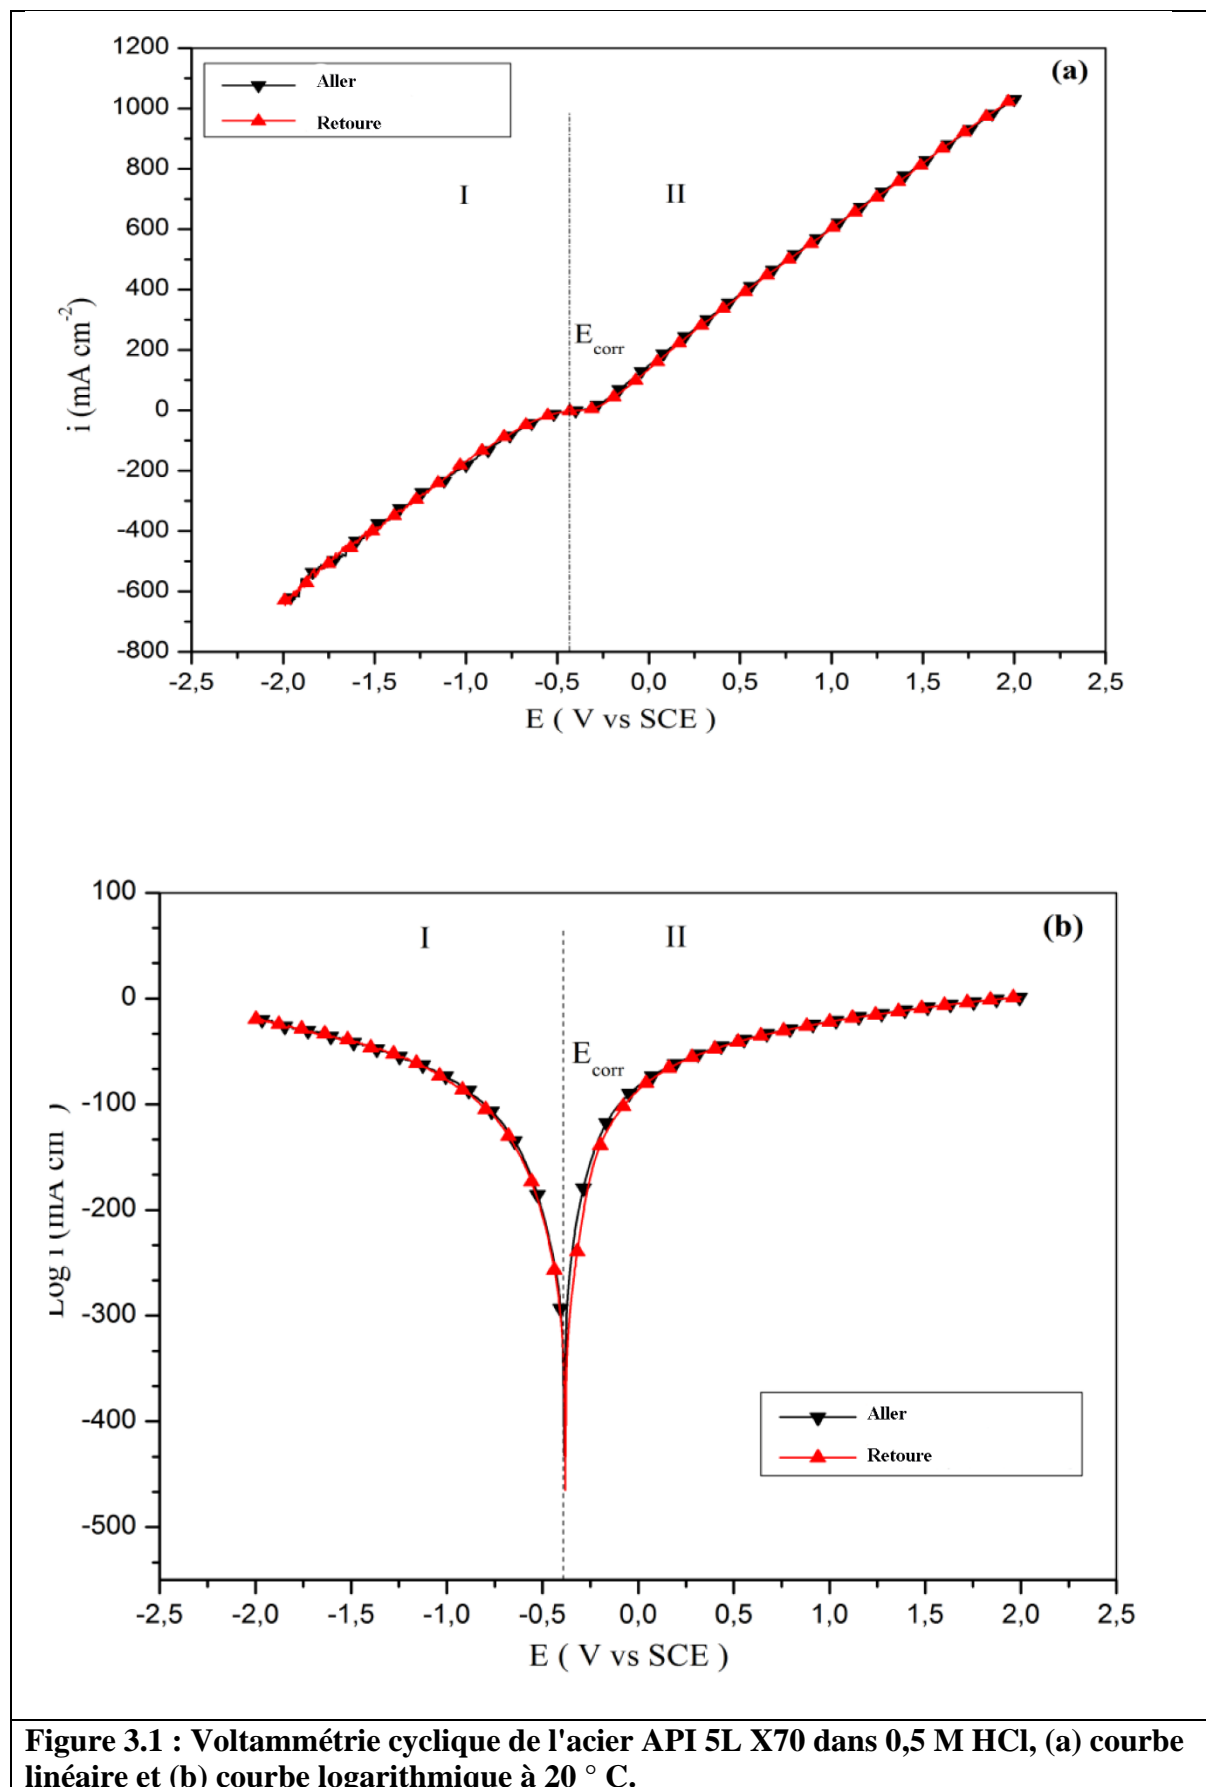 1200
1000
800
600
400
200
0
-200
-400
-600
-800
i (mA cm-2)
Aller
Retoure
(a)
I
II
Ecorr
-2,5 -2,0 -1,5 -1,0 -0,5 0,0 0,5 1,0 1,5 2,0 2,5
E ( V vs SCE )
100
0
-100
-200
-300
-400
-500
Log i (mA cm )
(b)
I
II
Ecorr
Aller
Retoure
-2,5 -2,0 -1,5 -1,0 -0,5 0,0 0,5 1,0 1,5 2,0 2,5
E ( V vs SCE )
Figure 3.1 : Voltammétrie cyclique de l'acier API 5L X70 dans 0,5 M HCl, (a) courbe
linéaire et (b) courbe logarithmique à 20 ° C.